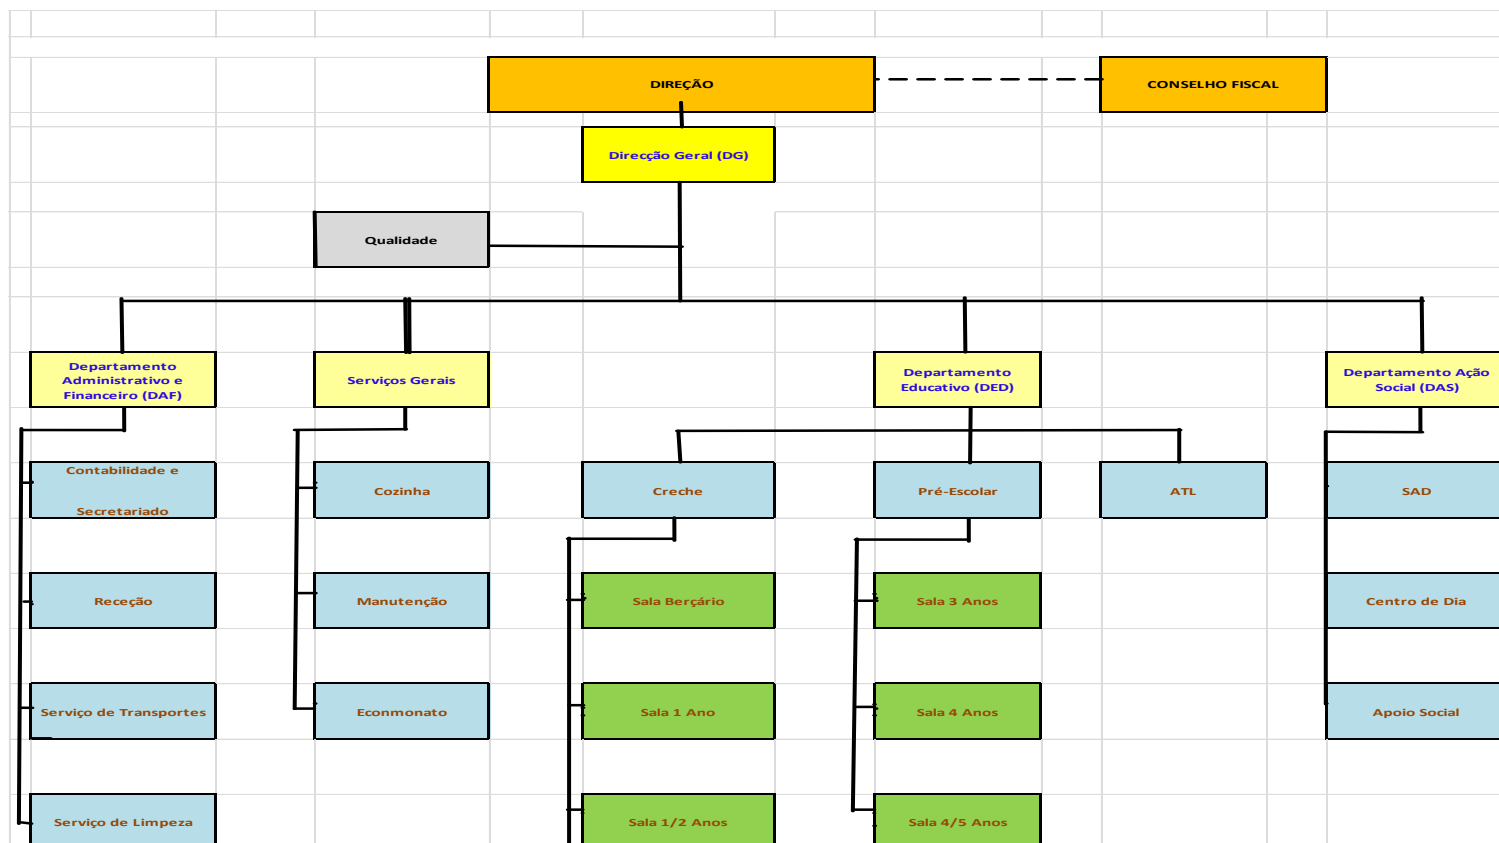 DIREÇÃO
CONSELHO FISCAL
Direcção Geral (DG)
Qualidade
Departamento
Administrativo e
Financeiro (DAF)
Serviços Gerais
Departamento
Educativo (DED)
Departamento Ação
Social (DAS)
Contabilidade e
Secretariado
Cozinha
Creche
Pré-Escolar
ATL
SAD
Receção
Manutenção
Sala Berçário
Sala 3 Anos
Centro de Dia
Serviço de Transportes
Econmonato
Sala 1 Ano
Sala 4 Anos
Apoio Social
Serviço de Limpeza
Sala 1/2 Anos
Sala 4/5 Anos